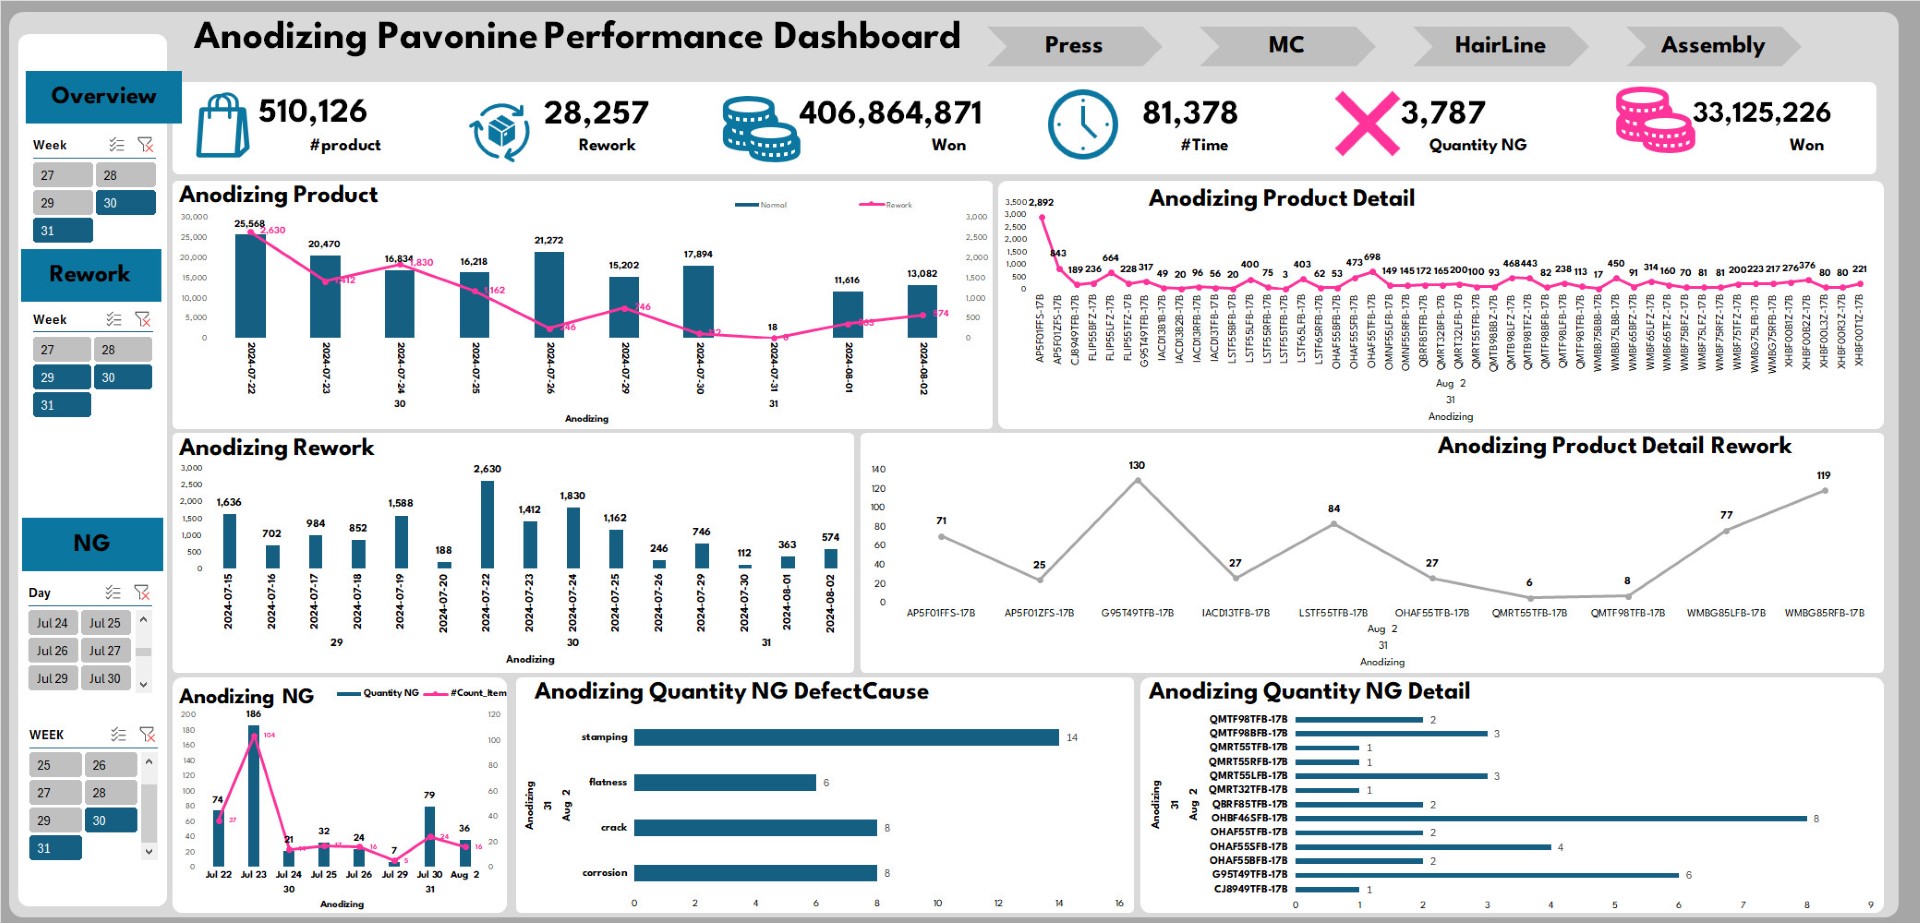 Anodizing Pavonine Performance Dashboard
Press
MC
HairLine
Assembly
Overview
Week
27 28
29 30
31
Rework
Week
27 28
29 30
31
NG
Day
Jul 24 Jul 25
Jul 26 Jul 27
Jul 29 Jul 30
WEEK
25 26
27 28
29 30
31
510,126
#product
28,257
Rework
406,864,871
Won
81,378
#Time
3,787
Quantity NG
33,125,226
Won
Anodizing Product
Normal Rework
30,000
25,000
20,000
15,000
10,000
5,000
0
25,568 20,470 16,834 16,218 21,272 15,202 17,894 18 11,616 13,082
2,630 1,830 746 0 574
3,000
2,500
2,000
1,500
1,000
500
0
2024-07-22 2024-07-23 2024-07-24 2024-07-25 2024-07-26 2024-07-29 2024-07-30 2024-07-31 2024-08-01 2024-08-02
30 31
Anodizing
Anodizing Product Detail
3,500
3,000
2,500
2,000
1,500
1,000
500
0
2,892 843 189 236 664 228 317 49 20 96 56 20 400 75 3 403 62 53 473 698 149 145 172 165 200 100 93 468 443 82 238 113 17 450 91 314 160 70 81 81 200 223 217 276 376 80 80 221
AP5F01FFS-17B AP5F01ZFS-17B CJ8949TFB-17B FLIP55BFZ-17B FLIP55LFZ-17B FLIP55TFZ-17B G95T49TFB-17B IACD1381B-17B IACD13B2B-17B IACD13RFB-17B IACD13TFB-17B LSTF55BFB-17B LSTF55LFB-17B LSTF55RFB-17B LSTF55TFB-17B LSTF65LFB-17B LSTF65RFB-17B OHAF55BFB-17B OHAF55SFB-17B OHAF55TFB-17B OMNF55LFB-17B OMNF55RFB-17B QBRF85TFB-17B QMRT32BFB-17B QMRT32LFB-17B QMRT55TFB-17B QMTB98BBZ-17B QMTB98LFZ-17B QMTB98TFZ-17B QMTF98BFB-17B QMTF98LFB-17B QMTF98TFB-17B WMBB75BBB-17B WMBB75LBB-17B WMBF65BFZ-17B WMBF65LFZ-17B WMBF65TFZ-17B WMBF75BFZ-17B WMBF75LFZ-17B WMBF75RFZ-17B WMBF75TFZ-17B WMBG75LFB-17B WMBG75RFB-17B XHBF00B1Z-17B XHBF00B2Z-17B XHBF00L3Z-17B XHBF00R3Z-17B XHBF00T1Z-17B
Aug 2
31
Anodizing
Anodizing Rework
3,000
2,500
2,000
1,500
1,000
500
0
1,636 702 984 852 1,588 188 2,630 1,412 1,830 1,162 246 746 112 363 574
2024-07-15 2024-07-16 2024-07-17 2024-07-18 2024-07-19 2024-07-20 2024-07-22 2024-07-23 2024-07-24 2024-07-25 2024-07-26 2024-07-29 2024-07-30 2024-08-01 2024-08-02
29 30 31
Anodizing
Anodizing Product Detail Rework
140
120
100
80
60
40
20
0
71 25 130 27 84 27 6 8 77 119
AP5F01FFS-17B AP5F01ZFS-17B G95T49TFB-17B IACD13TFB-17B LSTF55TFB-17B OHAF55TFB-17B QMRT55TFB-17B QMTF98TFB-17B WMBG85LFB-17B WMBG85RFB-17B
Aug 2
31
Anodizing
Anodizing NG
Quantity NG #Count_Item
200
180
160
140
120
100
80
60
40
20
0
74 186 21 32 24 7 79 36
37 104 16 5 24 16
120
100
80
60
40
20
0
Jul 22 Jul 23 Jul 24 Jul 25 Jul 26 Jul 29 Jul 30 Aug 2
30 31
Anodizing
Anodizing Quantity NG DefectCause
Anodizing
31
Aug 2
stamping 14
flatness 6
crack 8
corrosion 8
0 2 4 6 8 10 12 14 16
Anodizing Quantity NG Detail
Anodizing
31
Aug 2
QMTF98TFB-17B 2
QMTF98BFB-17B 3
QMRT55TFB-17B 1
QMRT55RFB-17B 1
QMRT55LFB-17B 3
QMRT32TFB-17B 1
QBRF85TFB-17B 2
OHBF46SFB-17B 8
OHAF55TFB-17B 2
OHAF55SFB-17B 4
OHAF55BFB-17B 2
G95T49TFB-17B 6
CJ8949TFB-17B 1
0 1 2 3 4 5 6 7 8 9